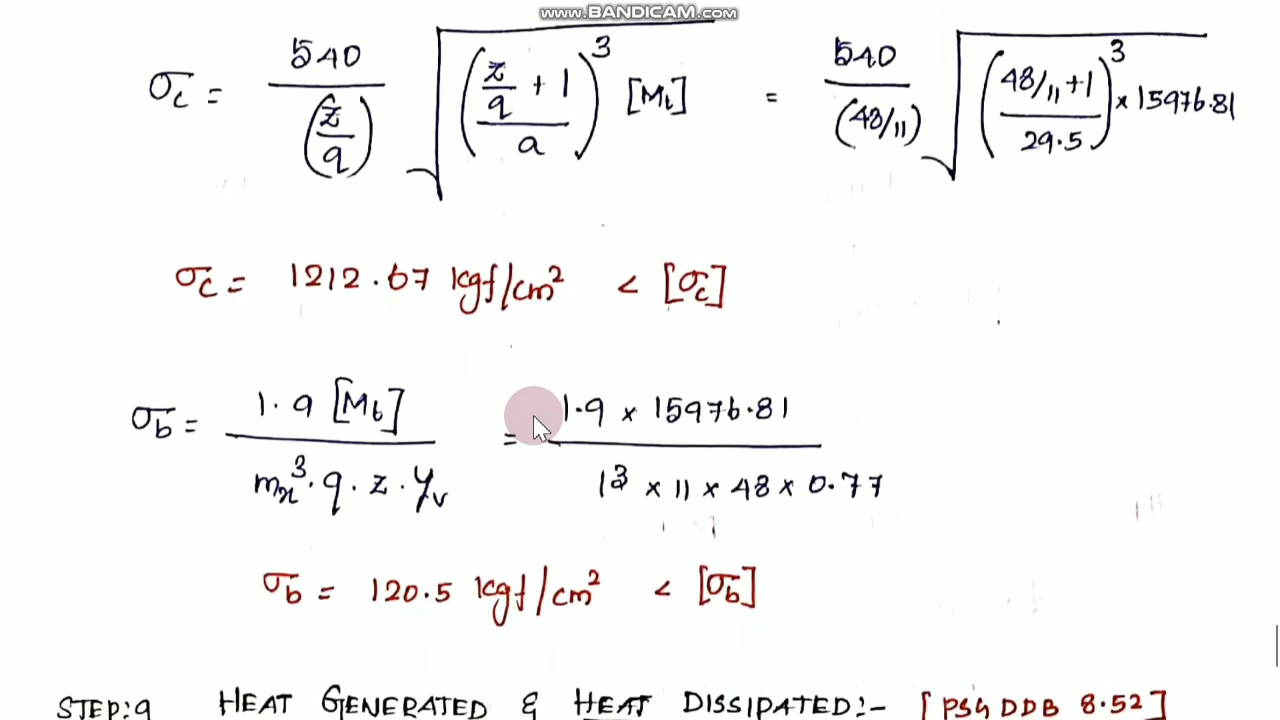 www.BANDICAM.com
σc = 540 / (z/q) √(((z/q + 1) / a)³ [Mt]) = 540 / (48/11) √(((48/11 + 1) / 29.5)³ × 15976.81)
σc = 1212.67 kgf/cm² < [σc]
σb = 1.9 [Mt] / mx³ · q · z · yv = 1.9 × 15976.81 / 1³ × 11 × 48 × 0.77
σb = 120.5 kgf/cm² < [σb]
STEP:9 HEAT GENERATED & HEAT DISSIPATED:- [PSG DDB 8.52]